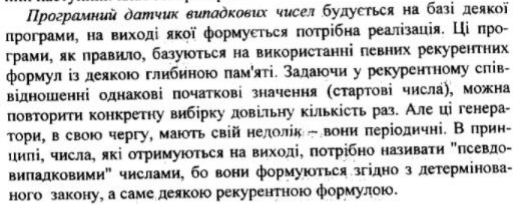 Програмний датчик випадкових чисел будується на базі деякої
програми, на виході якої формується потрібна реалізація. Ці про-
грами, як правило, базуються на використанні певних рекурентних
формул із деякою глибиною пам'яті. Задаючи у рекурентному спів-
відношенні однакові початкові значення (стартові числа), можна
повторити конкретну вибірку довільну кількість раз. Але ці генера-
тори, в свою чергу, мають свій недолік – вони періодичні. В прин-
ципі, числа, які отримуються на виході, потрібно називати "псевдо-
випадковими" числами, бо вони формуються згідно з детермінова-
ного закону, а саме деякою рекурентною формулою.